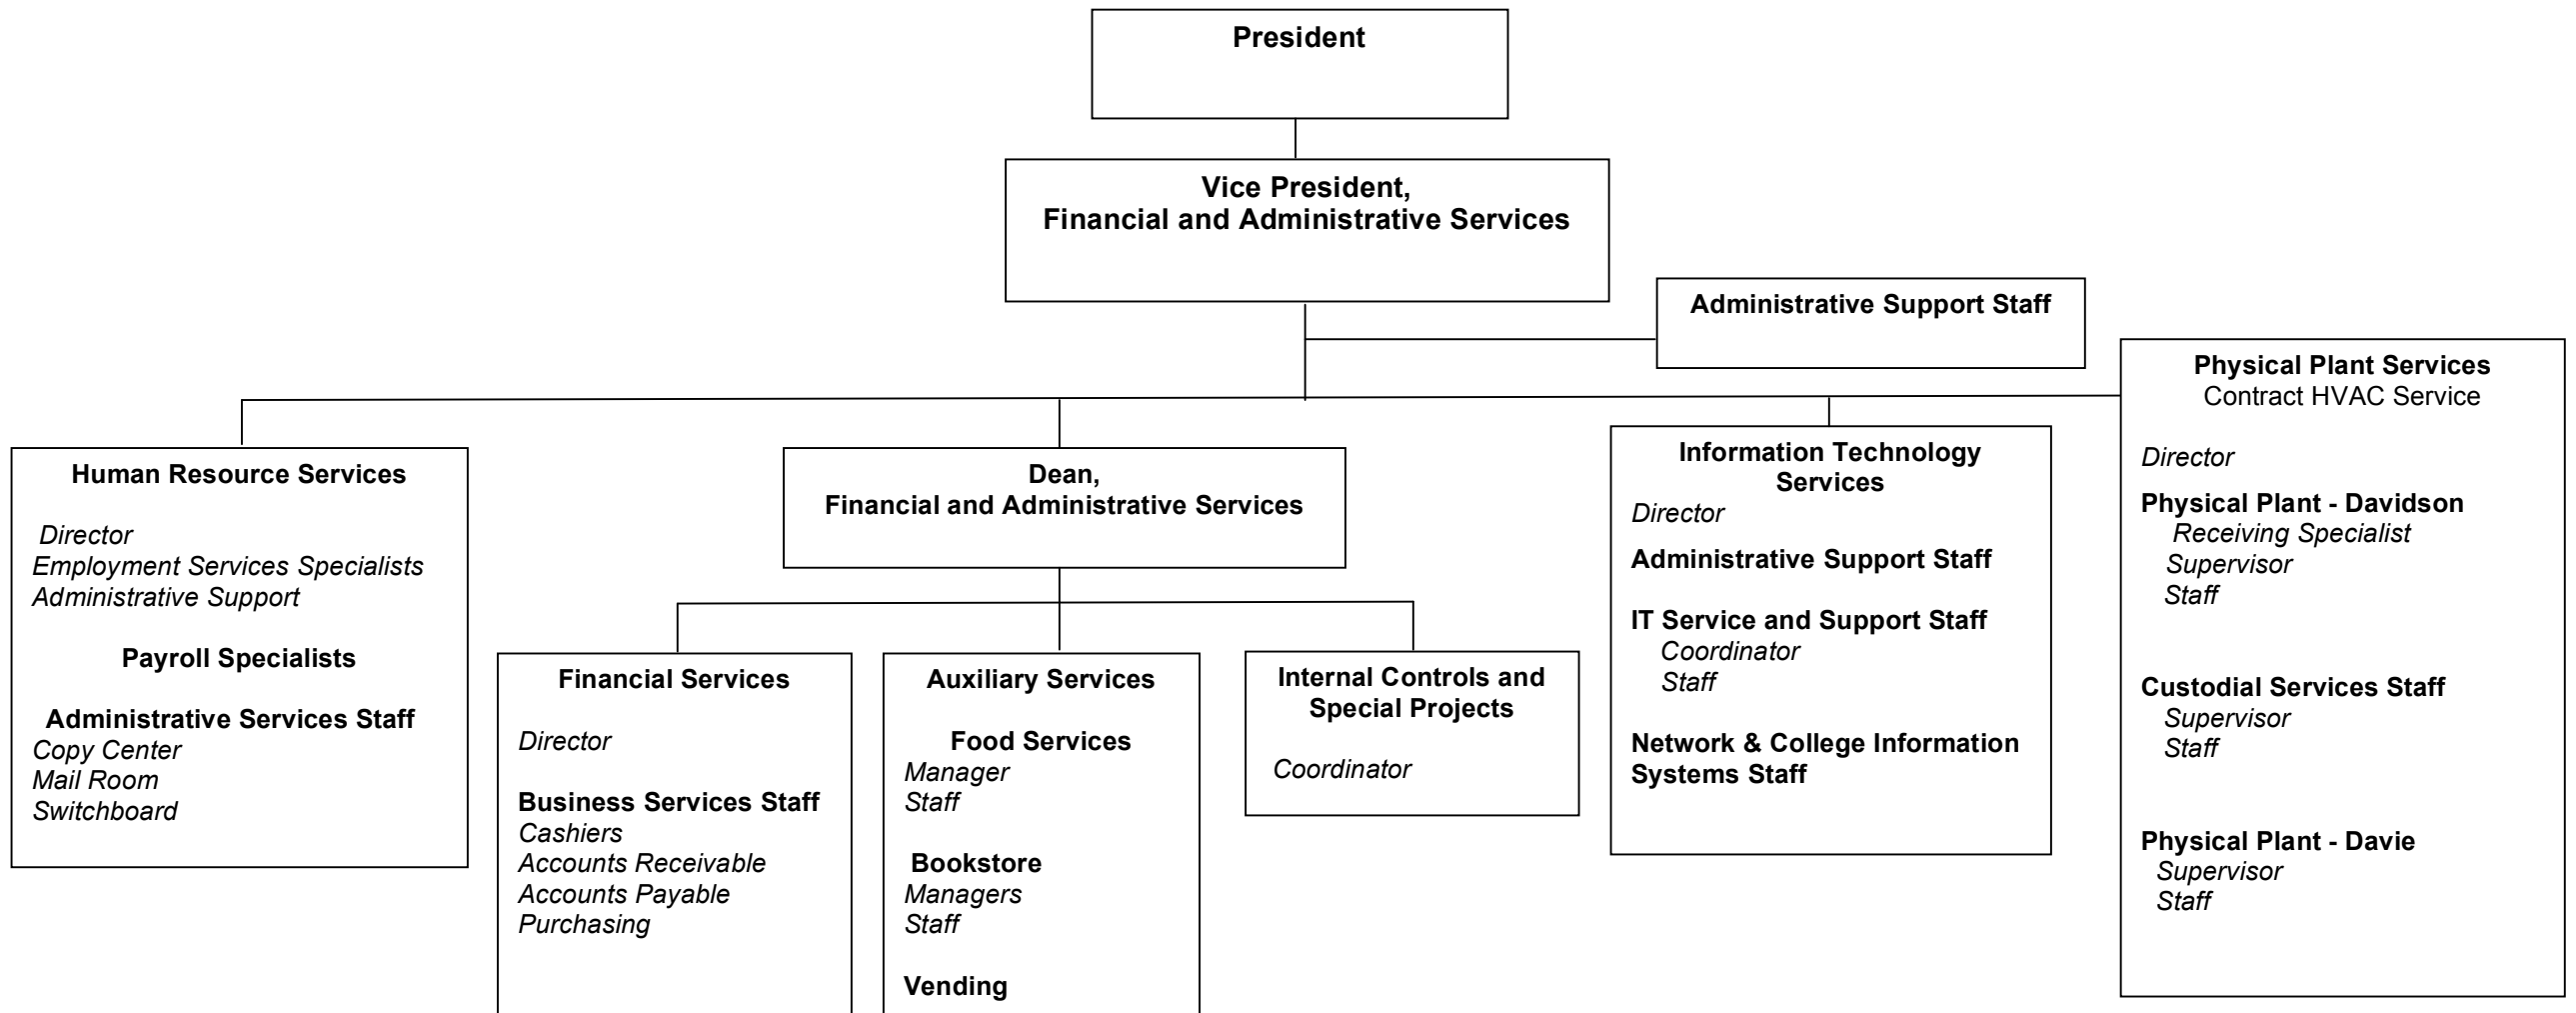 President
Vice President,
Financial and Administrative Services
Administrative Support Staff
Human Resource Services
Director
Employment Services Specialists
Administrative Support
Payroll Specialists
Administrative Services Staff
Copy Center
Mail Room
Switchboard
Dean,
Financial and Administrative Services
Financial Services
Director
Business Services Staff
Cashiers
Accounts Receivable
Accounts Payable
Purchasing
Auxiliary Services
Food Services
Manager
Staff
Bookstore
Managers
Staff
Vending
Internal Controls and
Special Projects
Coordinator
Information Technology
Services
Director
Administrative Support Staff
IT Service and Support Staff
Coordinator
Staff
Network & College Information
Systems Staff
Physical Plant Services
Contract HVAC Service
Director
Physical Plant - Davidson
Receiving Specialist
Supervisor
Staff
Custodial Services Staff
Supervisor
Staff
Physical Plant - Davie
Supervisor
Staff